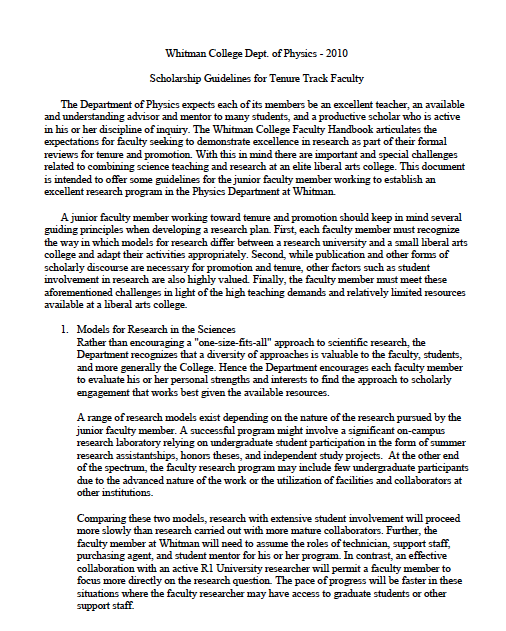 Whitman College Dept. of Physics - 2010
Scholarship Guidelines for Tenure Track Faculty
The Department of Physics expects each of its members be an excellent teacher, an available
and understanding advisor and mentor to many students, and a productive scholar who is active
in his or her discipline of inquiry. The Whitman College Faculty Handbook articulates the
expectations for faculty seeking to demonstrate excellence in research as part of their formal
reviews for tenure and promotion. With this in mind there are important and special challenges
related to combining science teaching and research at an elite liberal arts college. This document
is intended to offer some guidelines for the junior faculty member working to establish an
excellent research program in the Physics Department at Whitman.
A junior faculty member working toward tenure and promotion should keep in mind several
guiding principles when developing a research plan. First, each faculty member must recognize
the way in which models for research differ between a research university and a small liberal arts
college and adapt their activities appropriately. Second, while publication and other forms of
scholarly discourse are necessary for promotion and tenure, other factors such as student
involvement in research are also highly valued. Finally, the faculty member must meet these
aforementioned challenges in light of the high teaching demands and relatively limited resources
available at a liberal arts college.
1. Models for Research in the Sciences
Rather than encouraging a "one-size-fits-all" approach to scientific research, the
Department recognizes that a diversity of approaches is valuable to the faculty, students,
and more generally the College. Hence the Department encourages each faculty member
to evaluate his or her personal strengths and interests to find the approach to scholarly
engagement that works best given the available resources.
A range of research models exist depending on the nature of the research pursued by the
junior faculty member. A successful program might involve a significant on-campus
research laboratory relying on undergraduate student participation in the form of summer
research assistantships, honors theses, and independent study projects. At the other end
of the spectrum, the faculty research program may include few undergraduate participants
due to the advanced nature of the work or the utilization of facilities and collaborators at
other institutions.
Comparing these two models, research with extensive student involvement will proceed
more slowly than research carried out with more mature collaborators. Further, the
faculty member at Whitman will need to assume the roles of technician, support staff,
purchasing agent, and student mentor for his or her program. In contrast, an effective
collaboration with an active R1 University researcher will permit a faculty member to
focus more directly on the research question. The pace of progress will be faster in these
situations where the faculty researcher may have access to graduate students or other
support staff.